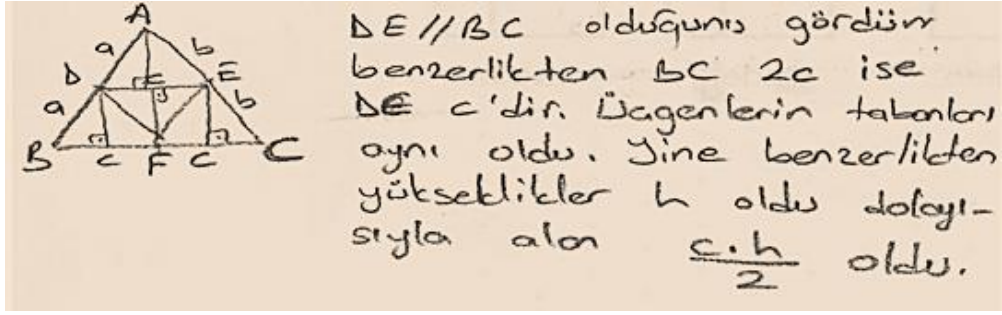 A
a b
D c E
a b
B c F c C
DE//BC olduğunu gördüm
benzerlikten BC 2c ise
DE c'dir. Üçgenlerin tabanları
aynı oldu. Yine benzerlikten
yükseklikler h oldu dolayı-
sıyla alan c.h/2 oldu.